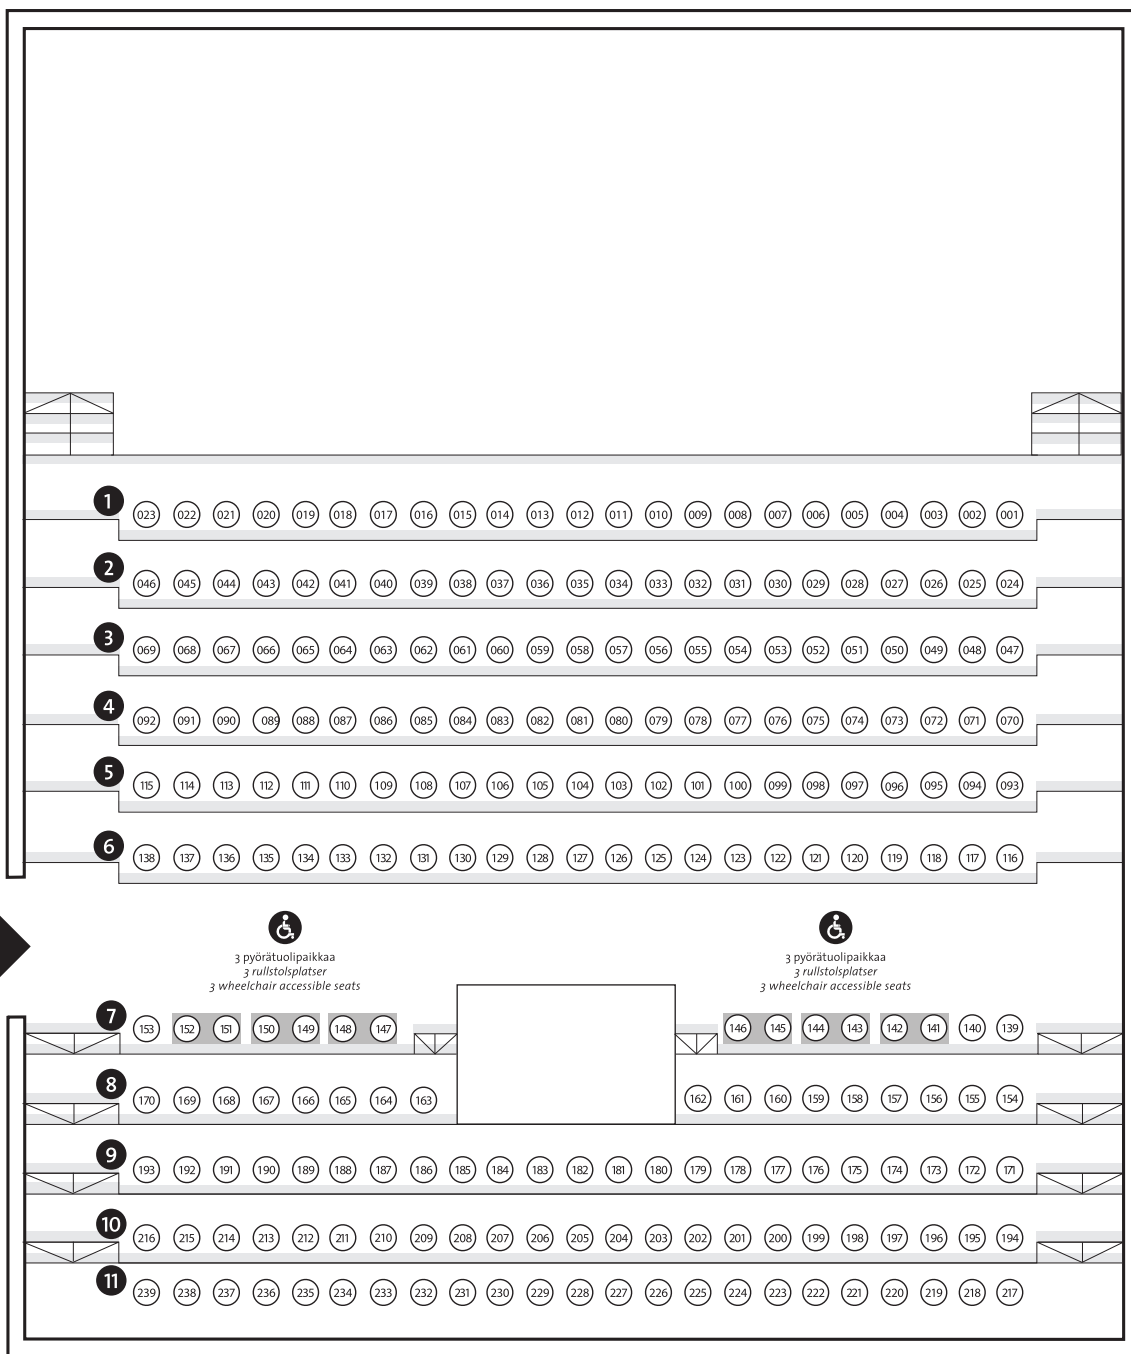 1 023 022 021 020 019 018 017 016 015 014 013 012 011 010 009 008 007 006 005 004 003 002 001
2 046 045 044 043 042 041 040 039 038 037 036 035 034 033 032 031 030 029 028 027 026 025 024
3 069 068 067 066 065 064 063 062 061 060 059 058 057 056 055 054 053 052 051 050 049 048 047
4 092 091 090 089 088 087 086 085 084 083 082 081 080 079 078 077 076 075 074 073 072 071 070
5 115 114 113 112 111 110 109 108 107 106 105 104 103 102 101 100 099 098 097 096 095 094 093
6 138 137 136 135 134 133 132 131 130 129 128 127 126 125 124 123 122 121 120 119 118 117 116
3 pyörätuolipaikkaa
3 rullstolsplatser
3 wheelchair accessible seats
3 pyörätuolipaikkaa
3 rullstolsplatser
3 wheelchair accessible seats
7 153 152 151 150 149 148 147 146 145 144 143 142 141 140 139
8 170 169 168 167 166 165 164 163 162 161 160 159 158 157 156 155 154
9 193 192 191 190 189 188 187 186 185 184 183 182 181 180 179 178 177 176 175 174 173 172 171
10 216 215 214 213 212 211 210 209 208 207 206 205 204 203 202 201 200 199 198 197 196 195 194
11 239 238 237 236 235 234 233 232 231 230 229 228 227 226 225 224 223 222 221 220 219 218 217